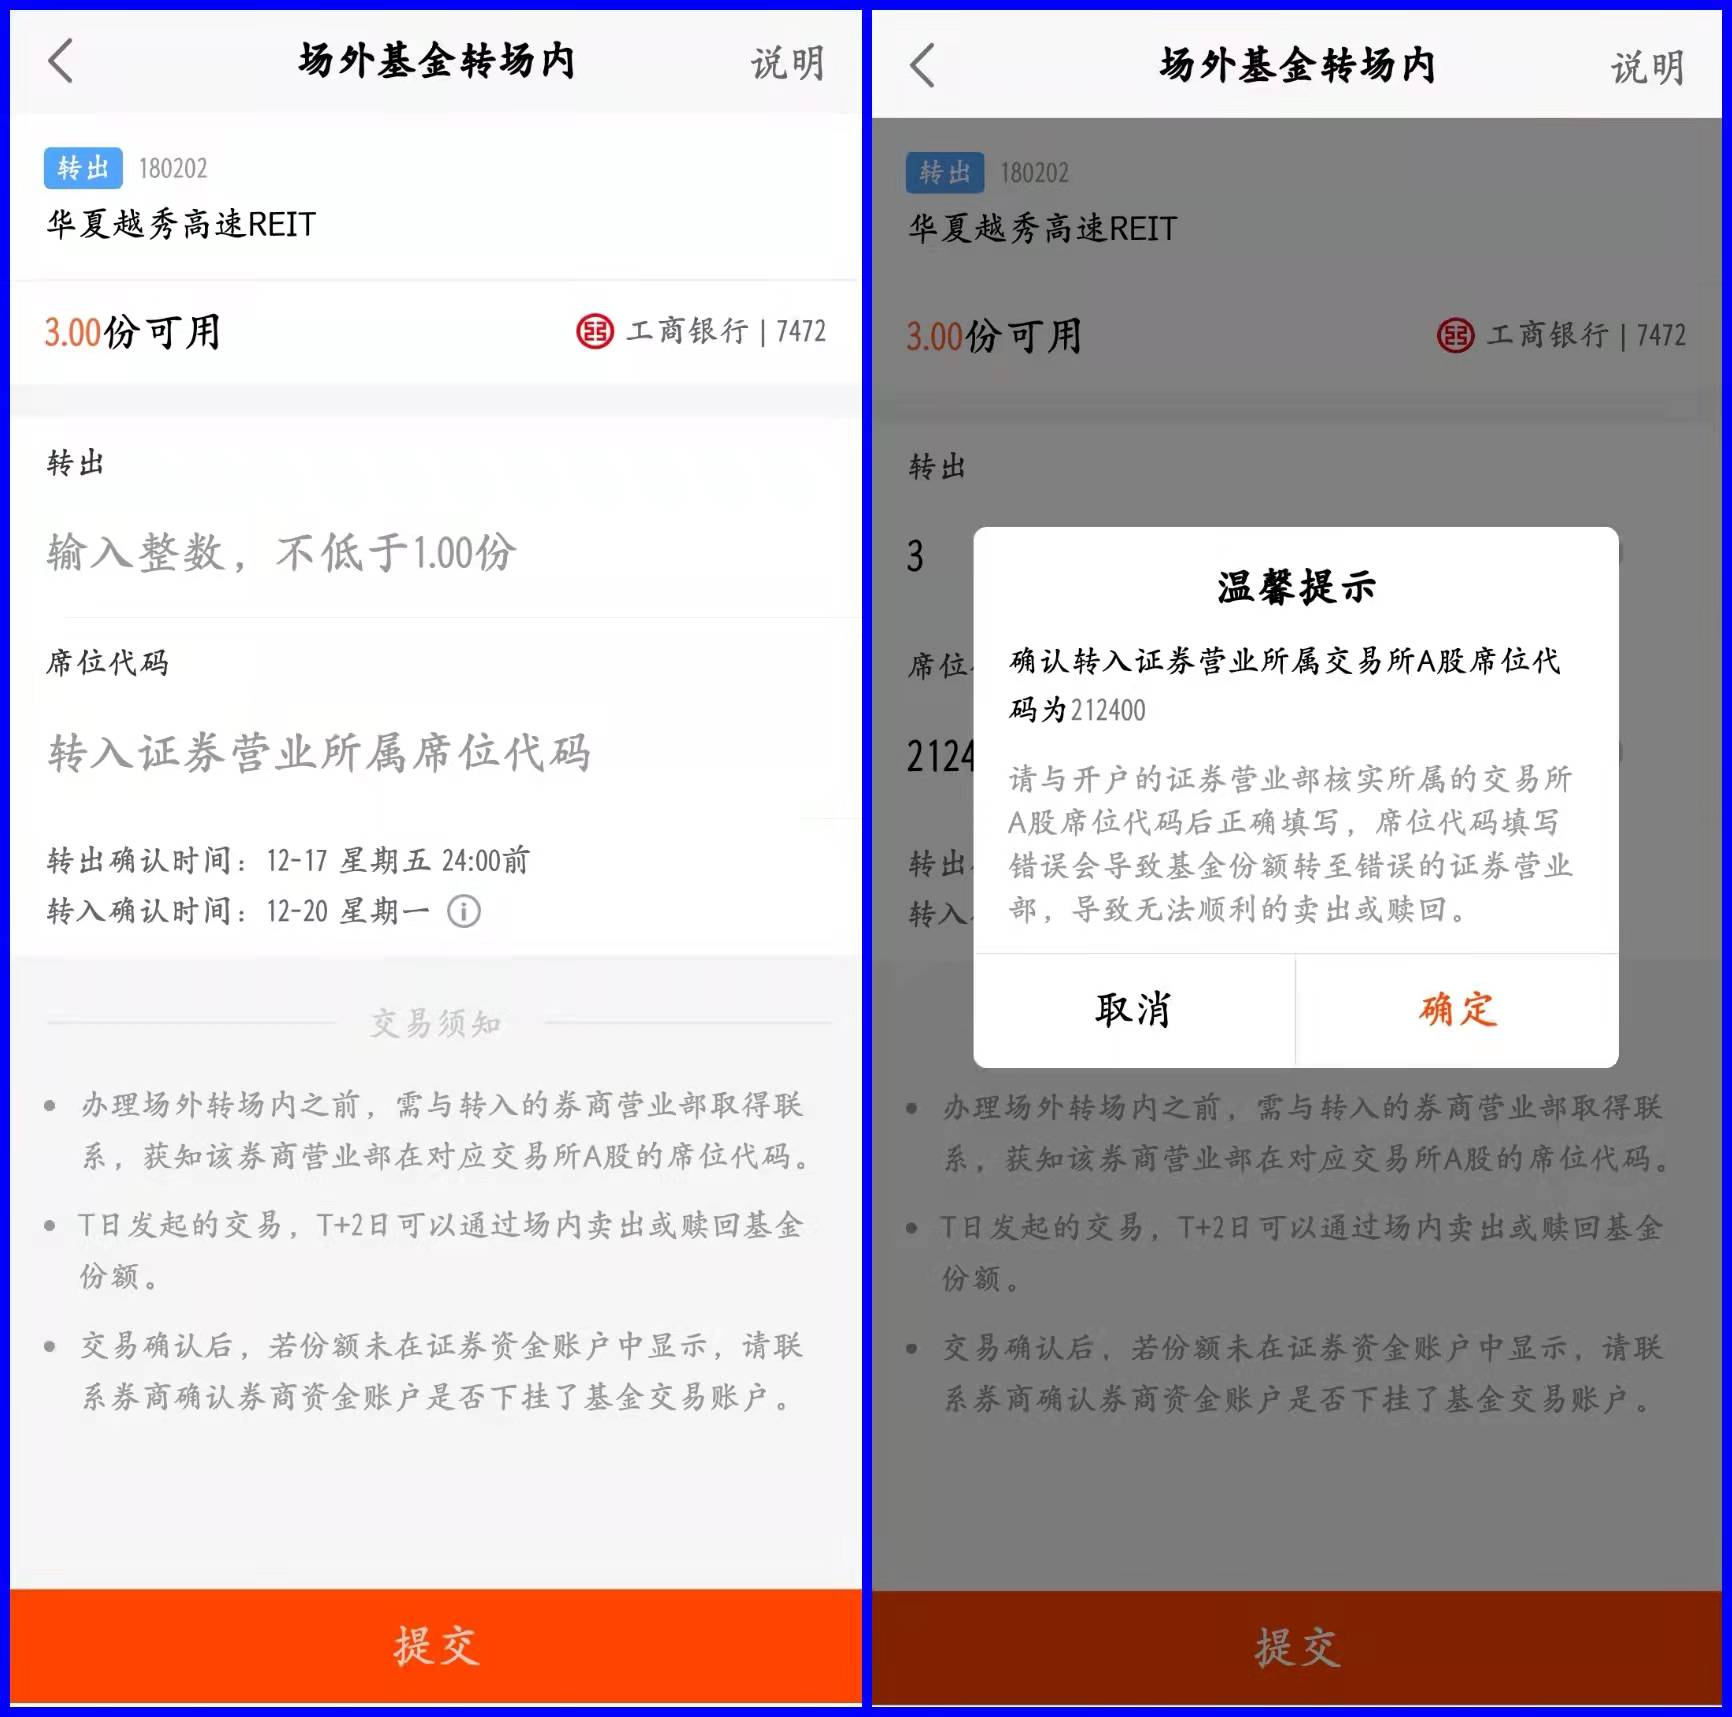 场外基金转场内
说明
转出 180202
华夏越秀高速REIT
3.00份可用
工商银行 | 7472
转出
输入整数，不低于1.00份
席位代码
转入证券营业所属席位代码
转出确认时间：12-17 星期五 24:00前
转入确认时间：12-20 星期一
交易须知
办理场外转场内之前，需与转入的券商营业部取得联
系，获知该券商营业部在对应交易所A股的席位代码。
T日发起的交易，T+2日可以通过场内卖出或赎回基金
份额。
交易确认后，若份额未在证券资金账户中显示，请联
系券商确认券商资金账户是否下挂了基金交易账户。
提交
场外基金转场内
说明
转出 180202
华夏越秀高速REIT
3.00份可用
工商银行 | 7472
转出
3
席位
2124
转出
转入
温馨提示
确认转入证券营业所属交易所A股席位代
码为212400
请与开户的证券营业部核实所属的交易所
A股席位代码后正确填写，席位代码填写
错误会导致基金份额转至错误的证券营业
部，导致无法顺利的卖出或赎回。
取消
确定
办理场外转场内之前，需与转入的券商营业部取得联
系，获知该券商营业部在对应交易所A股的席位代码。
T日发起的交易，T+2日可以通过场内卖出或赎回基金
份额。
交易确认后，若份额未在证券资金账户中显示，请联
系券商确认券商资金账户是否下挂了基金交易账户。
提交